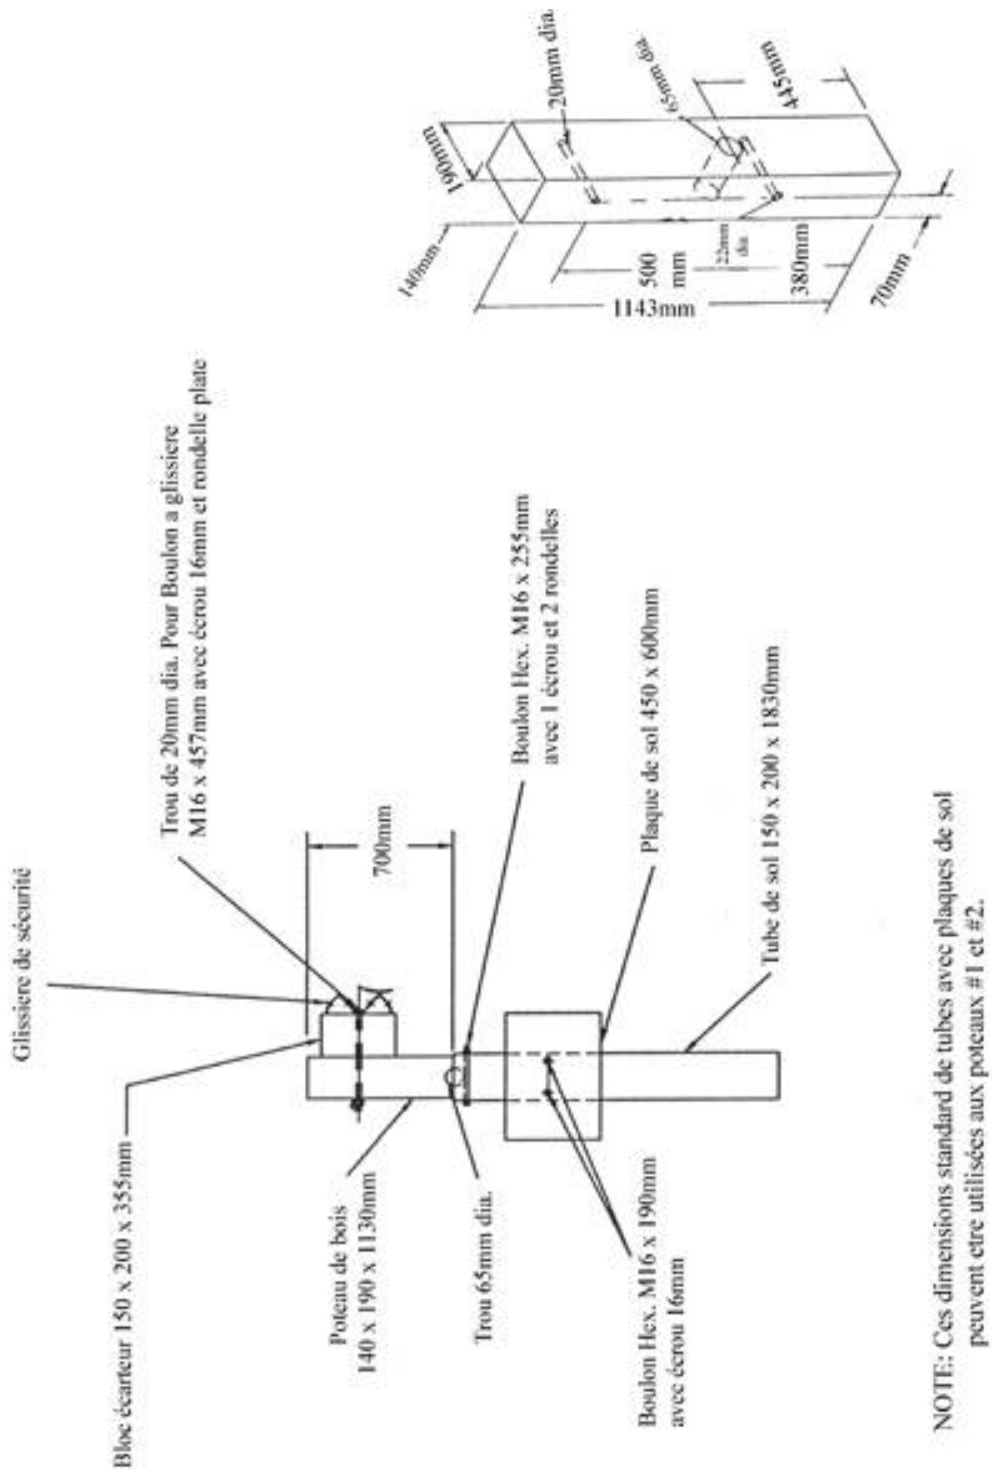 Glissiere de sécurité
Bloc écarteur 150 x 200 x 355mm
Trou de 20mm dia. Pour Boulon a glissiere
M16 x 457mm avec écrou 16mm et rondelle plate
Poteau de bois
140 x 190 x 1130mm
700mm
Trou 65mm dia.
Boulon Hex. M16 x 255mm
avec 1 écrou et 2 rondelles
Boulon Hex. M16 x 190mm
avec écrou 16mm
Plaque de sol 450 x 600mm
Tube de sol 150 x 200 x 1830mm
NOTE: Ces dimensions standard de tubes avec plaques de sol
peuvent etre utilisées aux poteaux #1 et #2.
190mm
140mm
20mm dia.
65mm dia.
445mm
500
mm
22mm
dia
1143mm
380mm
70mm